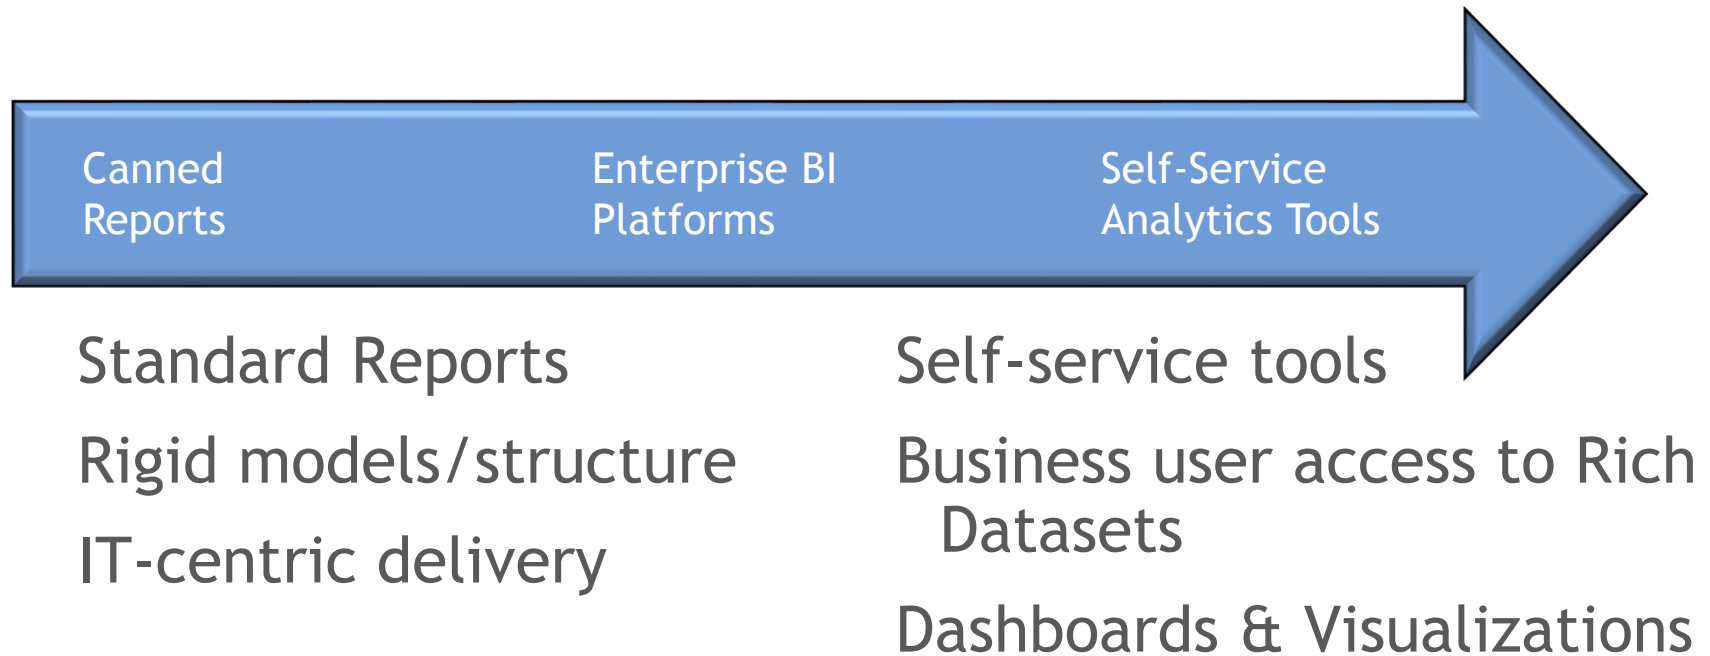 Canned
Reports
Enterprise BI
Platforms
Self-Service
Analytics Tools
Standard Reports
Rigid models/structure
IT-centric delivery
Self-service tools
Business user access to Rich
Datasets
Dashboards & Visualizations